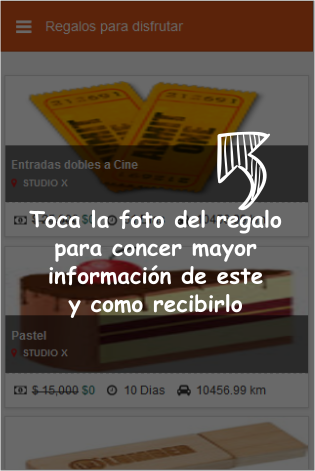 Regalos para disfrutar
Entradas dobles a Cine
STUDIO X
Toca la foto del regalo
para concer mayor
información de este
y como recibirlo
Pastel
STUDIO X
$ 15,000 $0 10 Dias 10456.99 km